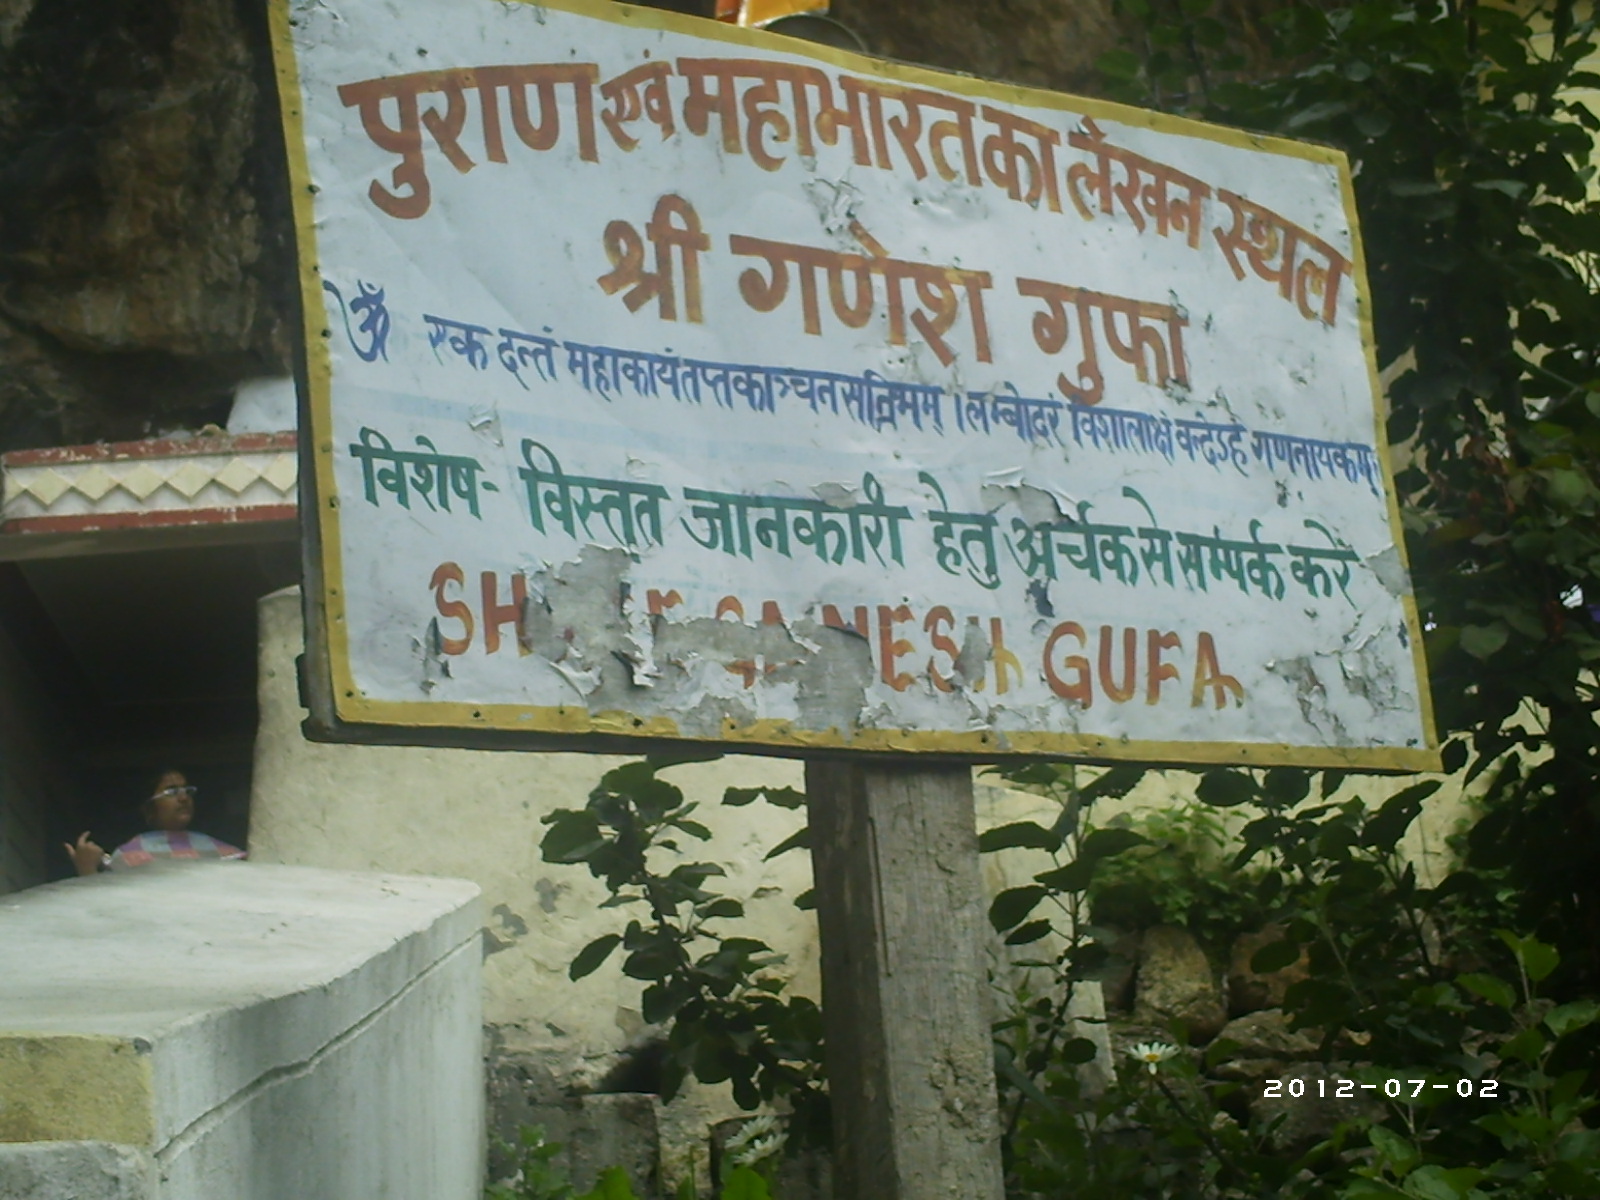 पुराण एवं महाभारत का लेखन स्थल
श्री गणेश गुफा
ॐ एक दन्तं महाकायं तप्तकाञ्चनसन्निभम् । लम्बोदरं विशालाक्षं वन्देऽहं गणनायकम्
विशेष- विस्तृत जानकारी हेतु अर्चक से सम्पर्क करें
GUFA
2012-07-02